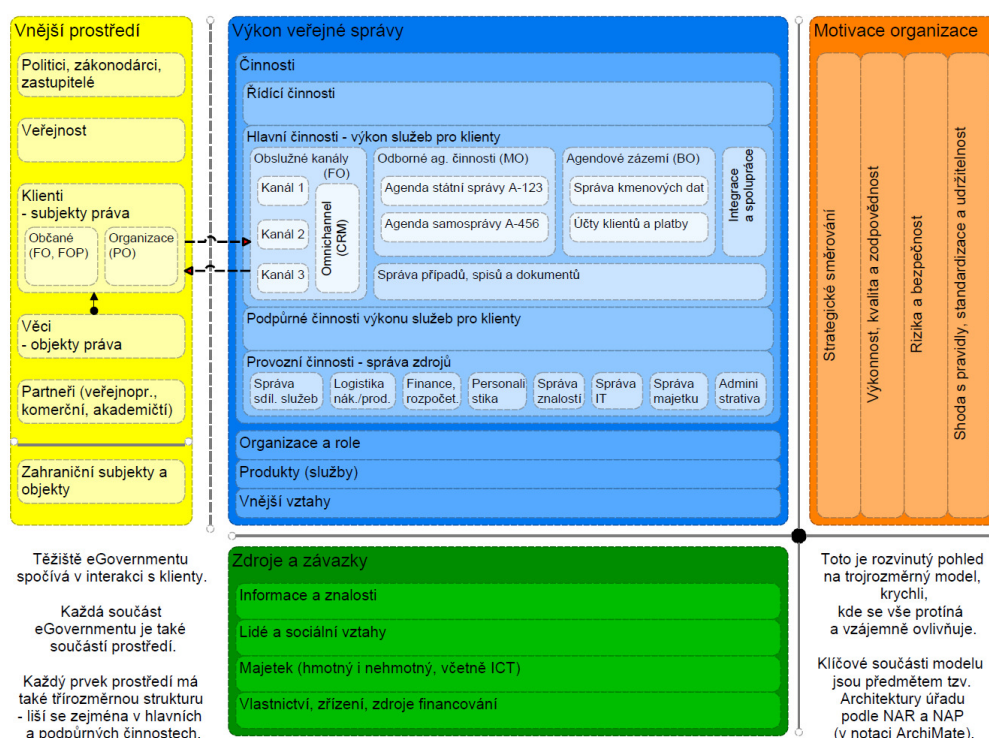 Vnější prostředí
Politici, zákonodárci,
zastupitelé
Veřejnost
Klienti
- subjekty práva
Občané
(FO, FOP)
Organizace
(PO)
Věci
- objekty práva
Partneři (veřejnopr.,
komerční, akademičtí)
Zahraniční subjekty a
objekty
Výkon veřejné správy
Činnosti
Řídící činnosti
Hlavní činnosti - výkon služeb pro klienty
Obslužné kanály
(FO)
Kanál 1
Kanál 2
Kanál 3
Omnichannel
(CRM)
Odborné ag. činnosti (MO)
Agenda státní správy A-123
Agenda samosprávy A-456
Agendové zázemí (BO)
Správa kmenových dat
Účty klientů a platby
Integrace
a spolupráce
Správa případů, spisů a dokumentů
Podpůrné činnosti výkonu služeb pro klienty
Provozní činnosti - správa zdrojů
Správa
sdíl. služeb
Logistika
nák./prod.
Finance,
rozpočet.
Personali
stika
Správa
znalostí
Správa
IT
Správa
majetku
Admini
strativa
Organizace a role
Produkty (služby)
Vnější vztahy
Motivace organizace
Strategické směrování
Výkonnost, kvalita a zodpovědnost
Rizika a bezpečnost
Shoda s pravidly, standardizace a udržitelnost
Zdroje a závazky
Informace a znalosti
Lidé a sociální vztahy
Majetek (hmotný i nehmotný, včetně ICT)
Vlastnictví, zřízení, zdroje financování
Těžiště eGovernmentu
spočívá v interakci s klienty.
Každá součást
eGovernmentu je také
součástí prostředí.
Každý prvek prostředí má
také třírozměrnou strukturu
- liší se zejména v hlavních
a podpůrných činnostech.
Toto je rozvinutý pohled
na trojrozměrný model,
krychli,
kde se vše protíná
a vzájemně ovlivňuje.
Klíčové součásti modelu
jsou předmětem tzv.
Architektury úřadu
podle NAR a NAP
(v notaci ArchiMate).